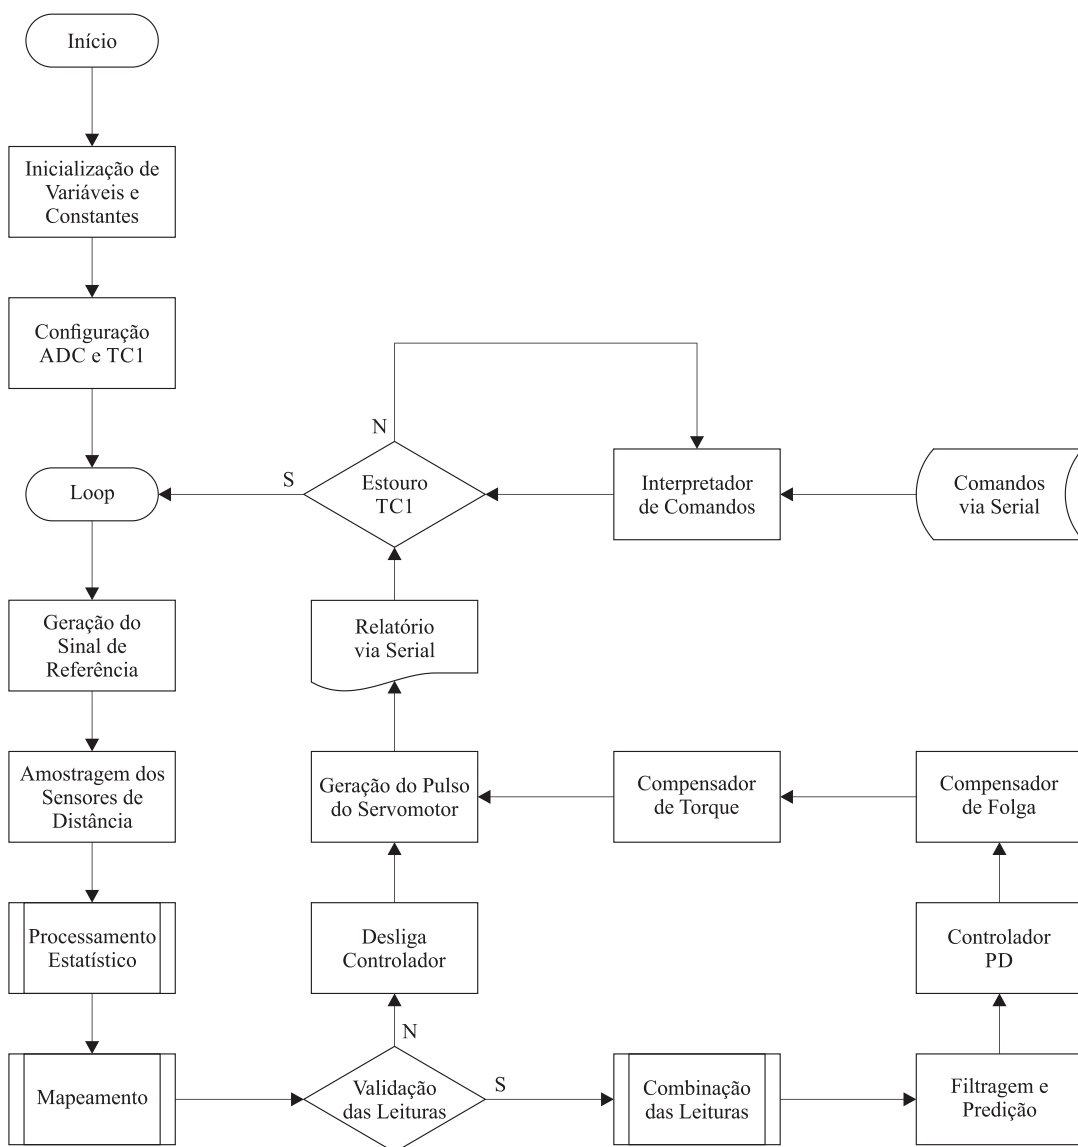 Início
Inicialização de
Variáveis e
Constantes
Configuração
ADC e TC1
Loop
S
N
Estouro
TC1
Interpretador
de Comandos
Comandos
via Serial
Geração do
Sinal de
Referência
Relatório
via Serial
Amostragem dos
Sensores de
Distância
Geração do Pulso
do Servomotor
Compensador
de Torque
Compensador
de Folga
Processamento
Estatístico
Desliga
Controlador
Controlador
PD
Mapeamento
N
Validação
das Leituras
S
Combinação
das Leituras
Filtragem e
Predição